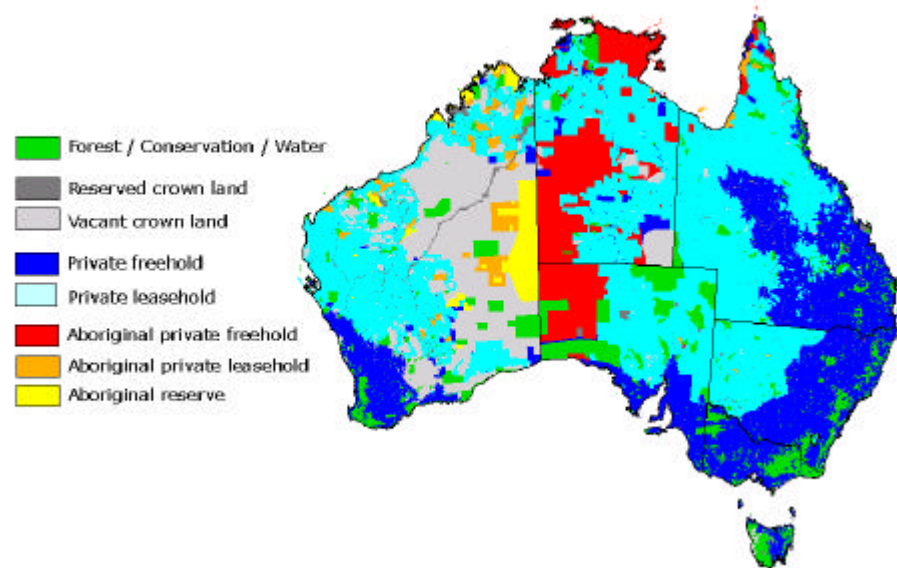 Forest / Conservation / Water
Reserved crown land
Vacant crown land
Private freehold
Private leasehold
Aboriginal private freehold
Aboriginal private leasehold
Aboriginal reserve